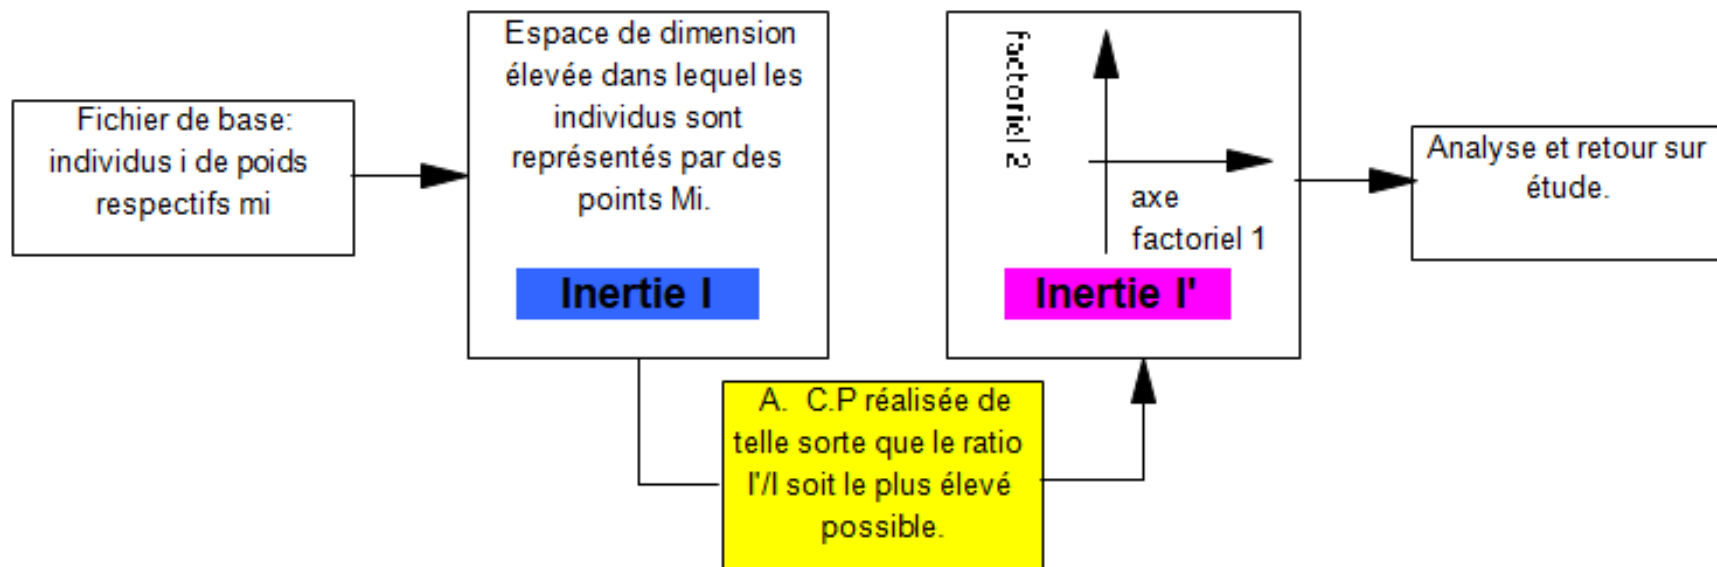 Fichier de base:
individus i de poids
respectifs mi
Espace de dimension
élevée dans lequel les
individus sont
représentés par des
points Mi.
Inertie I
A. C.P réalisée de
telle sorte que le ratio
I'/I soit le plus élevé
possible.
factoriel 2
axe
factoriel 1
Inertie I'
Analyse et retour sur
étude.